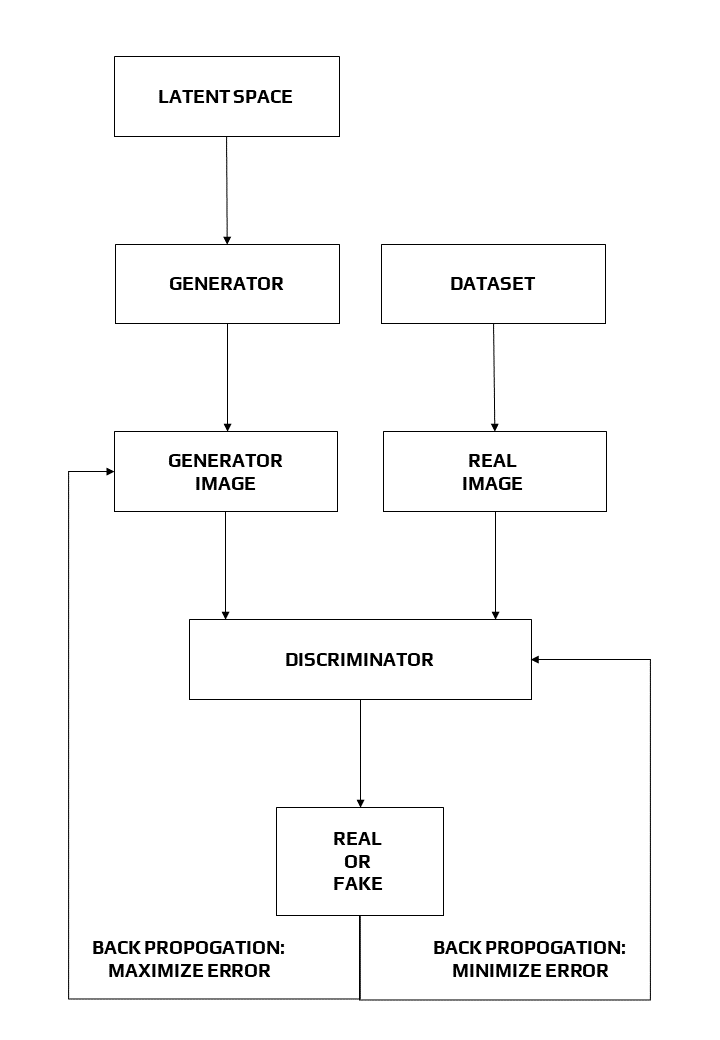 LATENT SPACE
GENERATOR
DATASET
GENERATOR
IMAGE
REAL
IMAGE
DISCRIMINATOR
REAL
OR
FAKE
BACK PROPOGATION:
MAXIMIZE ERROR
BACK PROPOGATION:
MINIMIZE ERROR